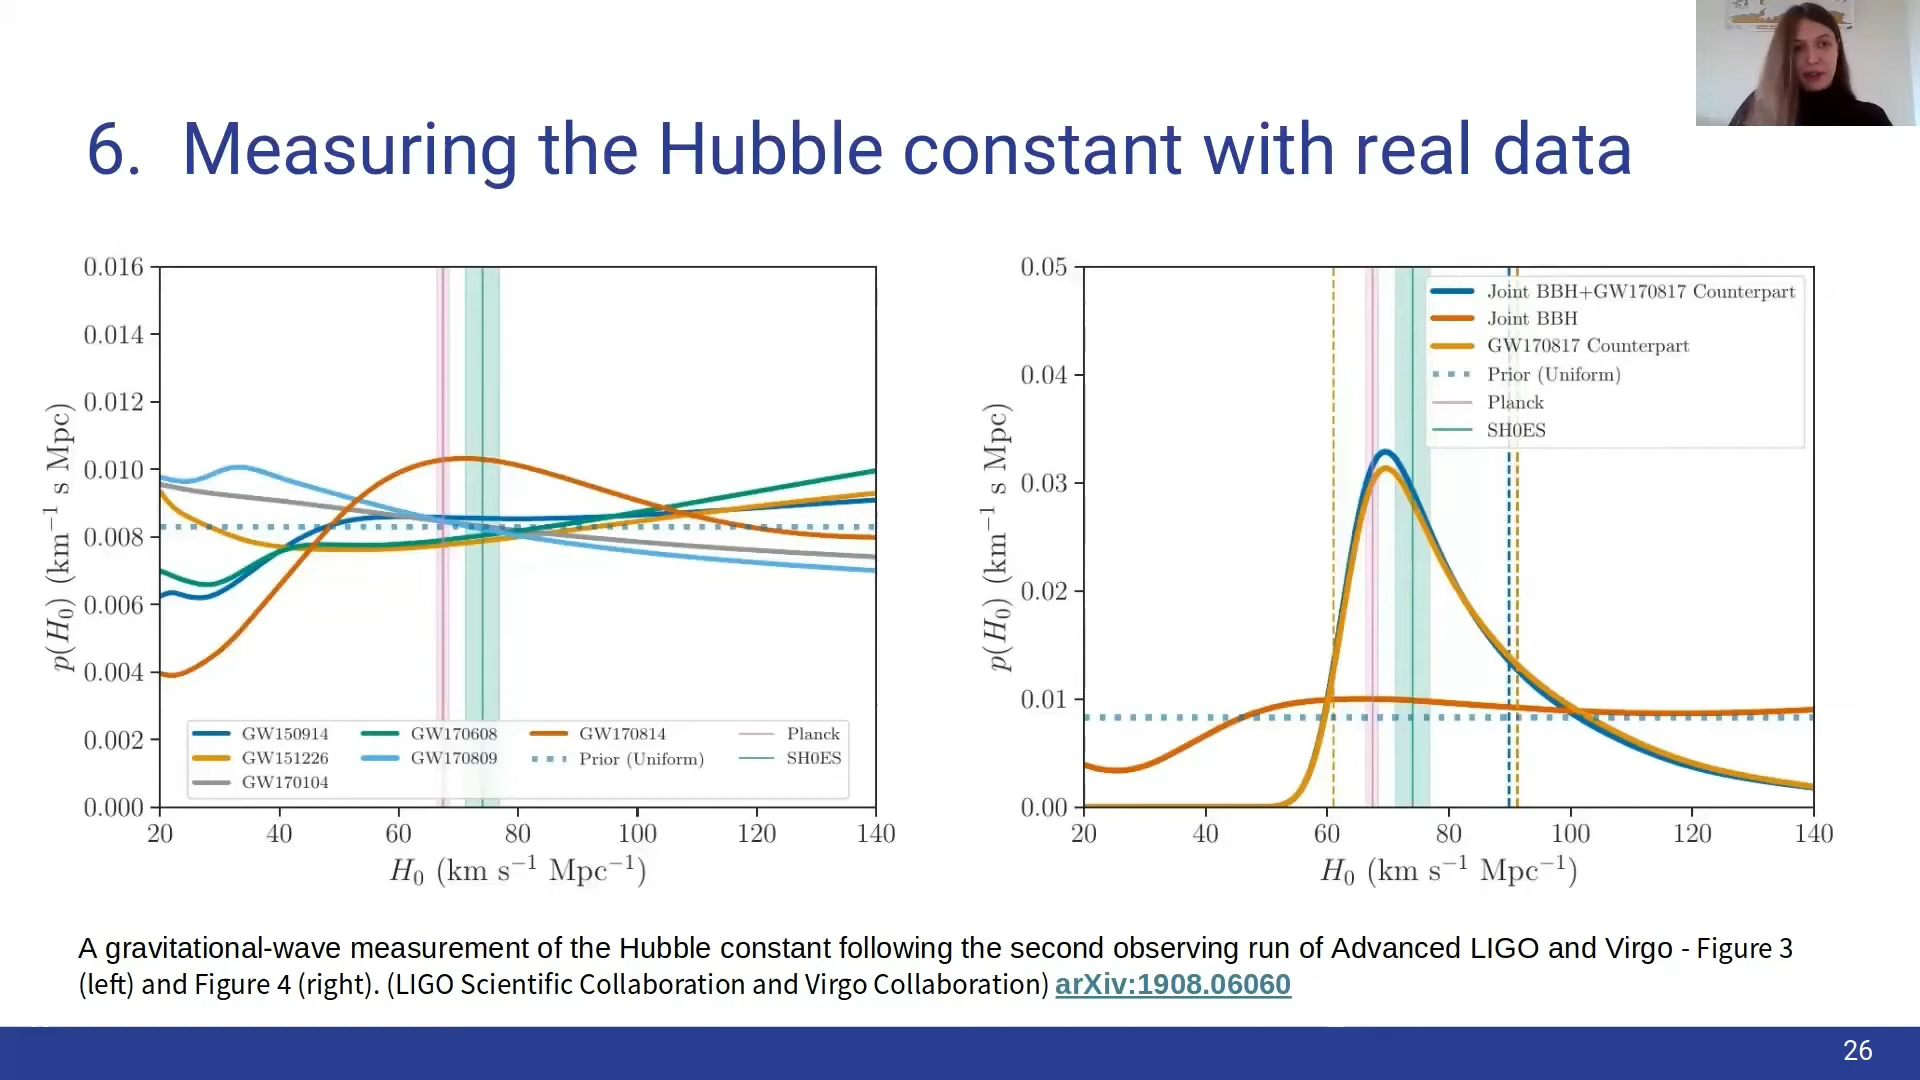 6. Measuring the Hubble constant with real data
0.016
0.014
0.012
0.010
0.008
0.006
0.004
0.002
0.000
p(H₀) (km⁻¹ s Mpc)
GW150914
GW151226
GW170104
GW170608
GW170809
GW170814
Prior (Uniform)
Planck
SH0ES
20 40 60 80 100 120 140
H₀ (km s⁻¹ Mpc⁻¹)
0.05
0.04
0.03
0.02
0.01
0.00
p(H₀) (km⁻¹ s Mpc)
Joint BBH+GW170817 Counterpart
Joint BBH
GW170817 Counterpart
Prior (Uniform)
Planck
SH0ES
20 40 60 80 100 120 140
H₀ (km s⁻¹ Mpc⁻¹)
A gravitational-wave measurement of the Hubble constant following the second observing run of Advanced LIGO and Virgo - Figure 3
(left) and Figure 4 (right). (LIGO Scientific Collaboration and Virgo Collaboration) arXiv:1908.06060
26